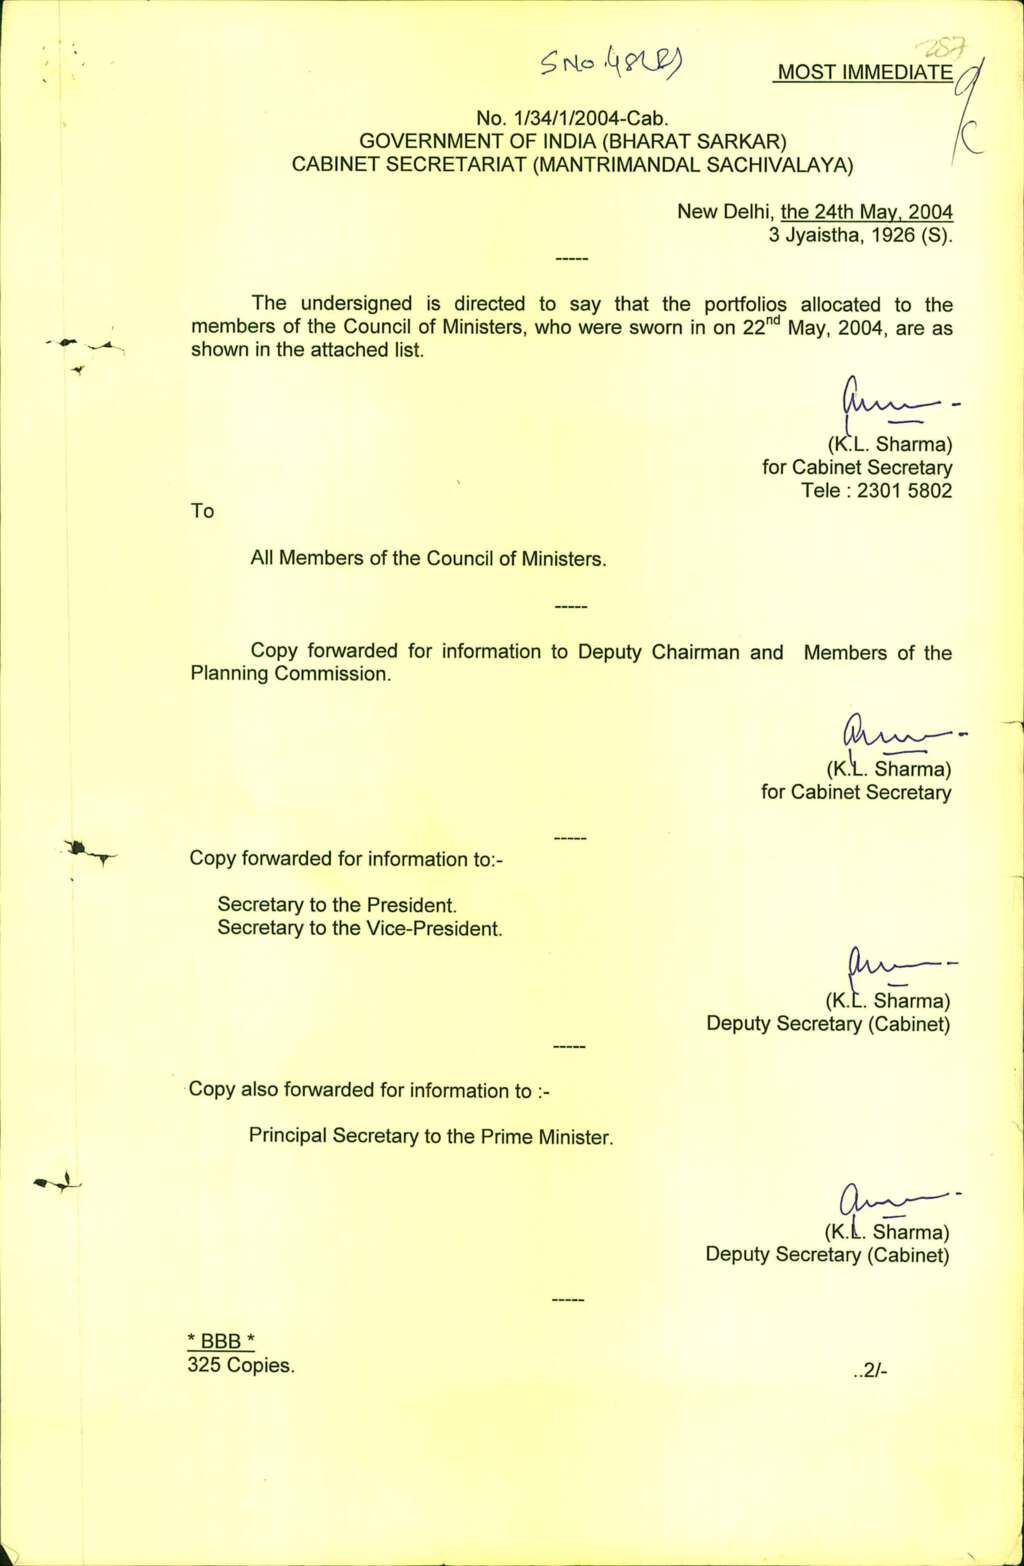 S No. 48(R)
287
MOST IMMEDIATE
9/c
No. 1/34/1/2004-Cab.
GOVERNMENT OF INDIA (BHARAT SARKAR)
CABINET SECRETARIAT (MANTRIMANDAL SACHIVALAYA)
New Delhi, the 24th May, 2004
3 Jyaistha, 1926 (S).
-----
The undersigned is directed to say that the portfolios allocated to the
members of the Council of Ministers, who were sworn in on 22nd May, 2004, are as
shown in the attached list.
(K.L. Sharma)
for Cabinet Secretary
Tele : 2301 5802
To
All Members of the Council of Ministers.
-----
Copy forwarded for information to Deputy Chairman and Members of the
Planning Commission.
(K.L. Sharma)
for Cabinet Secretary
-----
Copy forwarded for information to:-
Secretary to the President.
Secretary to the Vice-President.
(K.L. Sharma)
Deputy Secretary (Cabinet)
-----
Copy also forwarded for information to :-
Principal Secretary to the Prime Minister.
(K.L. Sharma)
Deputy Secretary (Cabinet)
-----
* BBB *
325 Copies.
..2/-